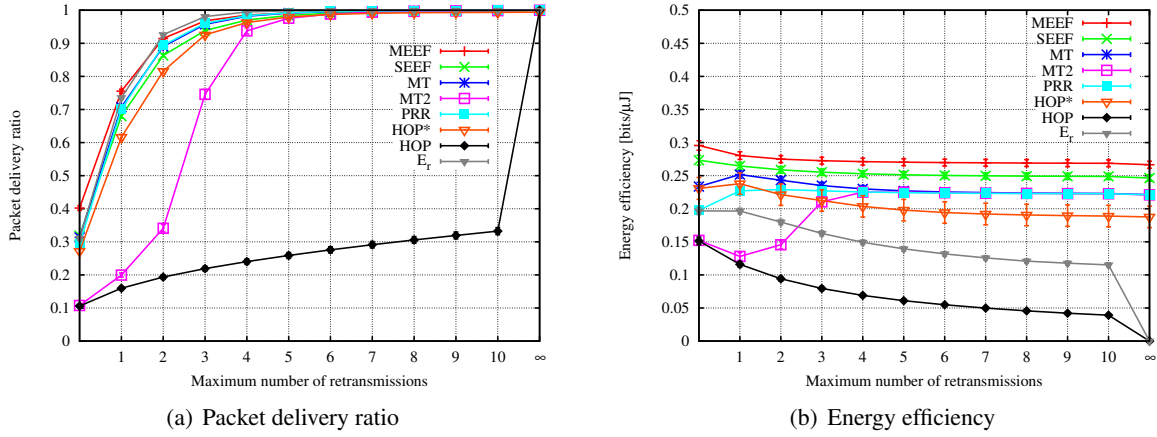 1
0.9
0.8
0.7
0.6
0.5
0.4
0.3
0.2
0.1
0
Packet delivery ratio
MEEF
SEEF
MT
MT2
PRR
HOP*
HOP
E_r
1 2 3 4 5 6 7 8 9 10 ∞
Maximum number of retransmissions
(a) Packet delivery ratio
0.5
0.45
0.4
0.35
0.3
0.25
0.2
0.15
0.1
0.05
0
Energy efficiency [bits/μJ]
MEEF
SEEF
MT
MT2
PRR
HOP*
HOP
E_r
1 2 3 4 5 6 7 8 9 10 ∞
Maximum number of retransmissions
(b) Energy efficiency